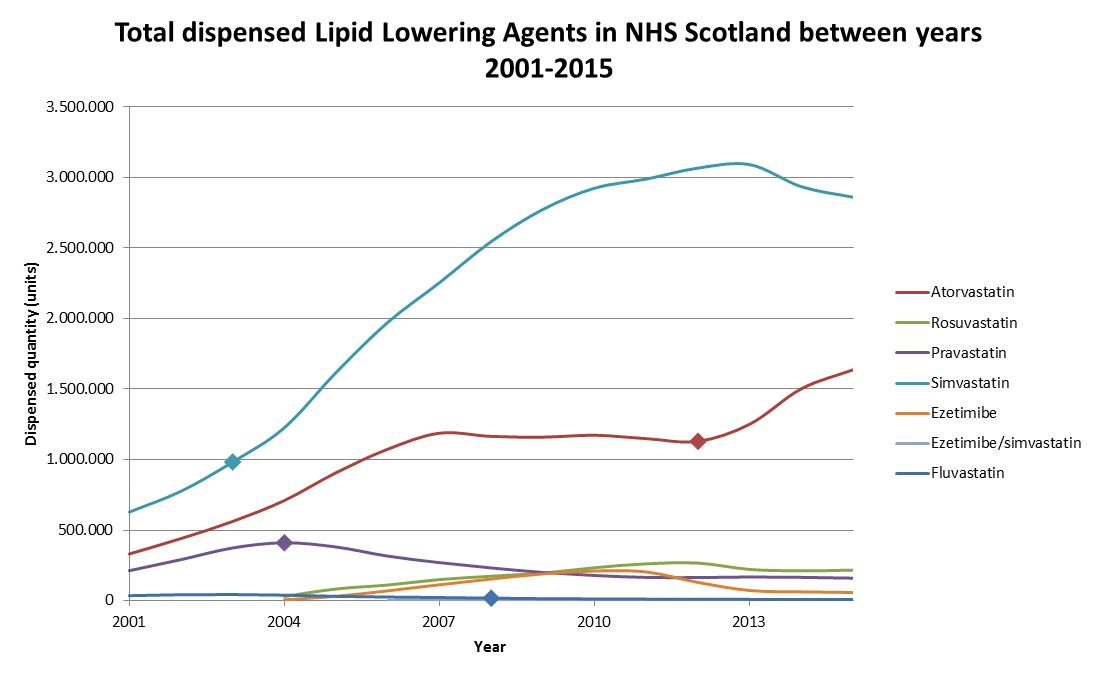 Total dispensed Lipid Lowering Agents in NHS Scotland between years
2001-2015
Dispensed quantity (units)
3.500.000
3.000.000
2.500.000
2.000.000
1.500.000
1.000.000
500.000
0
2001
2004
2007
2010
2013
Year
Atorvastatin
Rosuvastatin
Pravastatin
Simvastatin
Ezetimibe
Ezetimibe/simvastatin
Fluvastatin